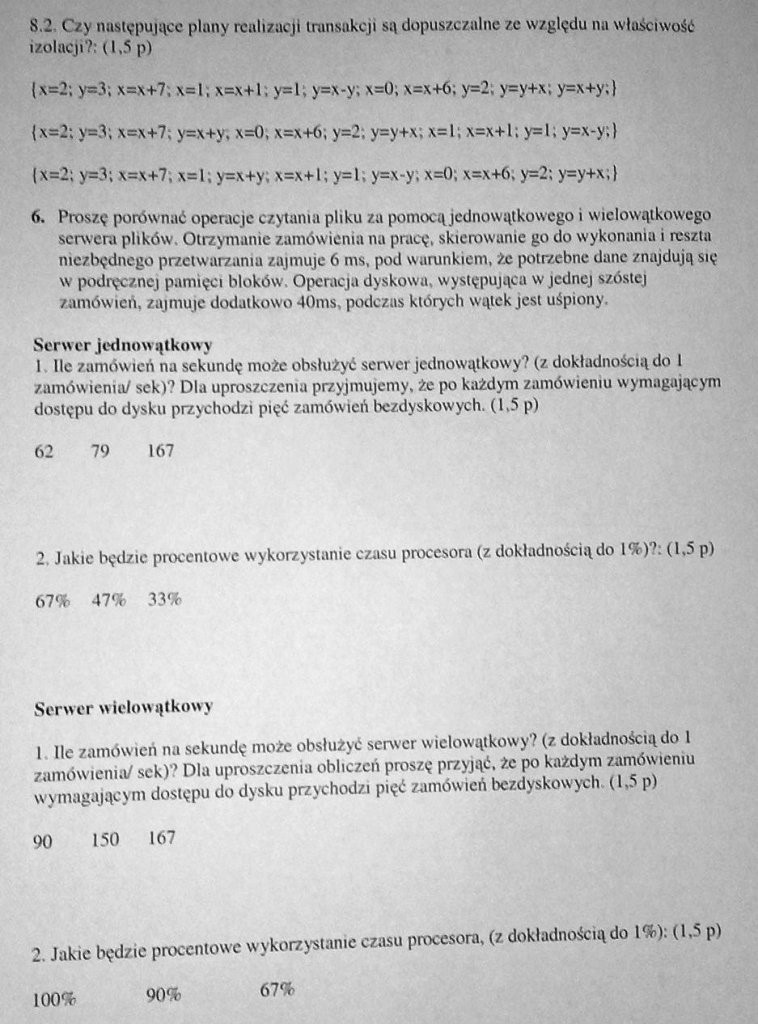 8.2. Czy następujące plany realizacji transakcji są dopuszczalne ze względu na właściwość
izolacji?: (1,5 p)
{x=2; y=3; x=x+7; x=1; x=x+1; y=1; y=x-y; x=0; x=x+6; y=2; y=y+x; y=x+y;}
{x=2; y=3; x=x+7; y=x+y; x=0; x=x+6; y=2; y=y+x; x=1; x=x+1; y=1; y=x-y;}
{x=2; y=3; x=x+7; x=1; y=x+y; x=x+1; y=1; y=x-y; x=0; x=x+6; y=2; y=y+x;}
6. Proszę porównać operacje czytania pliku za pomocą jednowątkowego i wielowątkowego
serwera plików. Otrzymanie zamówienia na pracę, skierowanie go do wykonania i reszta
niezbędnego przetwarzania zajmuje 6 ms, pod warunkiem, że potrzebne dane znajdują się
w podręcznej pamięci bloków. Operacja dyskowa, występująca w jednej szóstej
zamówień, zajmuje dodatkowo 40ms, podczas których wątek jest uśpiony.
Serwer jednowątkowy
1. Ile zamówień na sekundę może obsłużyć serwer jednowątkowy? (z dokładnością do 1
zamówienia/ sek)? Dla uproszczenia przyjmujemy, że po każdym zamówieniu wymagającym
dostępu do dysku przychodzi pięć zamówień bezdyskowych. (1,5 p)
62 79 167
2. Jakie będzie procentowe wykorzystanie czasu procesora (z dokładnością do 1%)?: (1,5 p)
67% 47% 33%
Serwer wielowątkowy
1. Ile zamówień na sekundę może obsłużyć serwer wielowątkowy? (z dokładnością do 1
zamówienia/ sek)? Dla uproszczenia obliczeń proszę przyjąć, że po każdym zamówieniu
wymagającym dostępu do dysku przychodzi pięć zamówień bezdyskowych. (1,5 p)
90 150 167
2. Jakie będzie procentowe wykorzystanie czasu procesora, (z dokładnością do 1%): (1,5 p)
100% 90% 67%